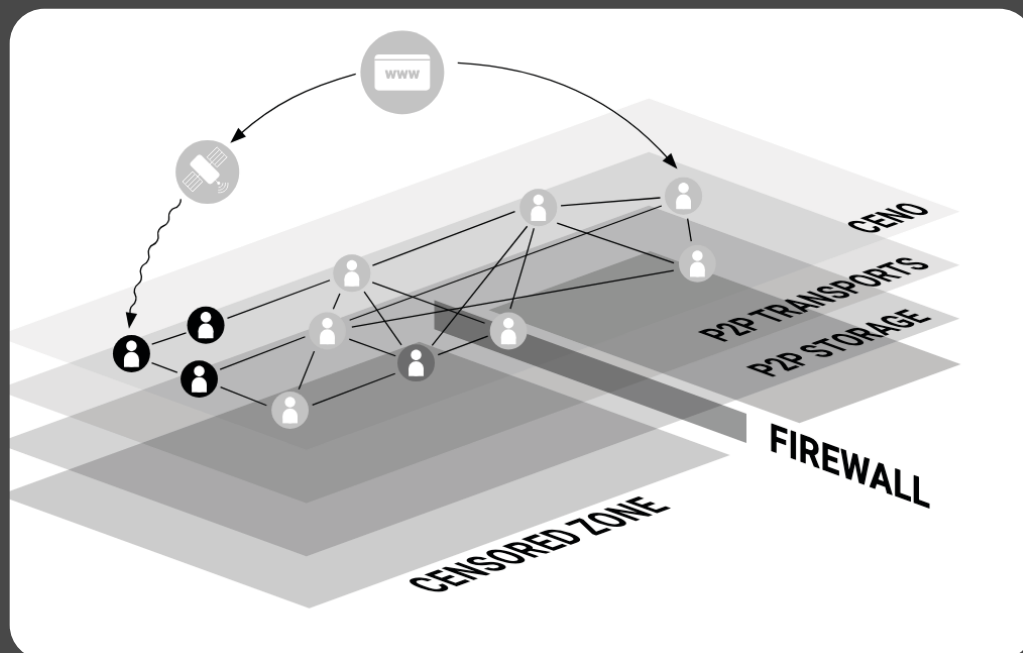 www
CENO
P2P TRANSPORTS
P2P STORAGE
FIREWALL
CENSORED ZONE